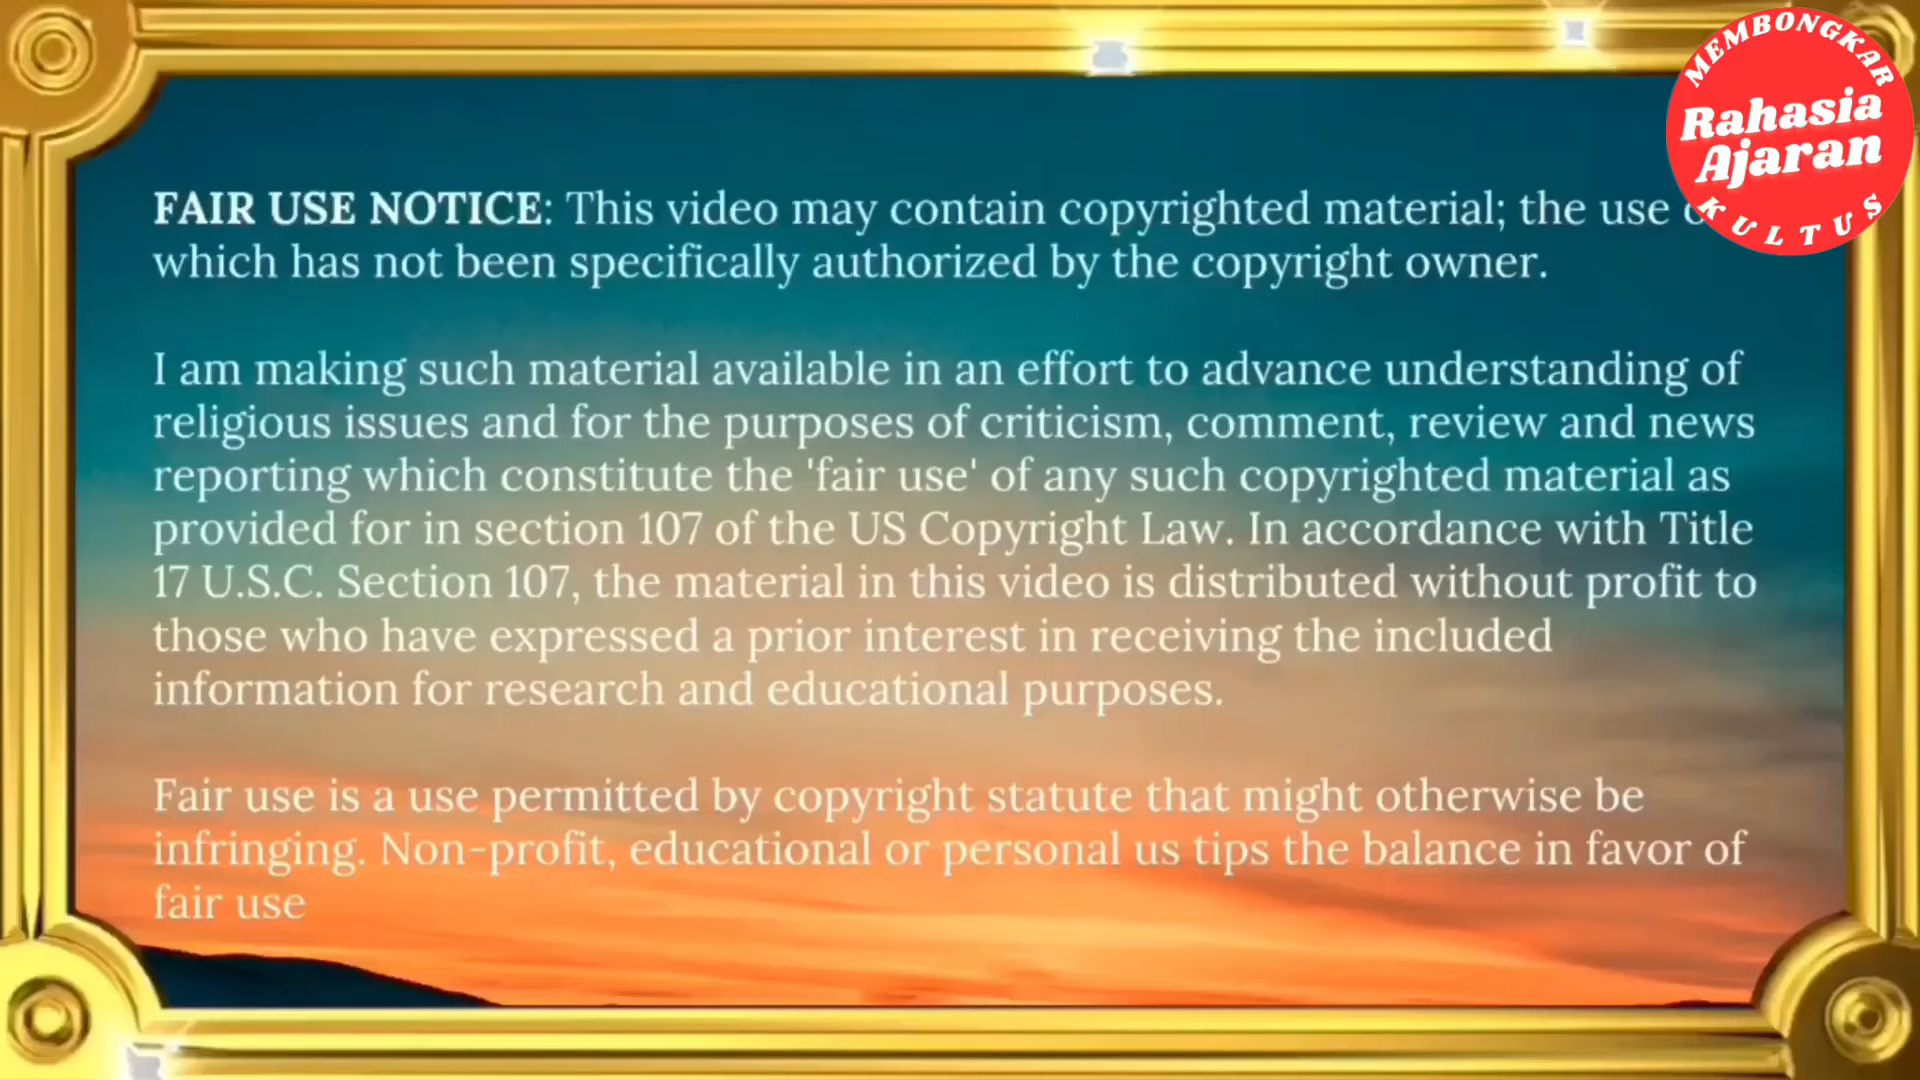 FAIR USE NOTICE: This video may contain copyrighted material; the use
which has not been specifically authorized by the copyright owner.
I am making such material available in an effort to advance understanding of
religious issues and for the purposes of criticism, comment, review and news
reporting which constitute the 'fair use' of any such copyrighted material as
provided for in section 107 of the US Copyright Law. In accordance with Title
17 U.S.C. Section 107, the material in this video is distributed without profit to
those who have expressed a prior interest in receiving the included
information for research and educational purposes.
Fair use is a use permitted by copyright statute that might otherwise be
infringing. Non-profit, educational or personal us tips the balance in favor of
fair use
MEMBONGKAR
Rahasia
Ajaran
KULTUS